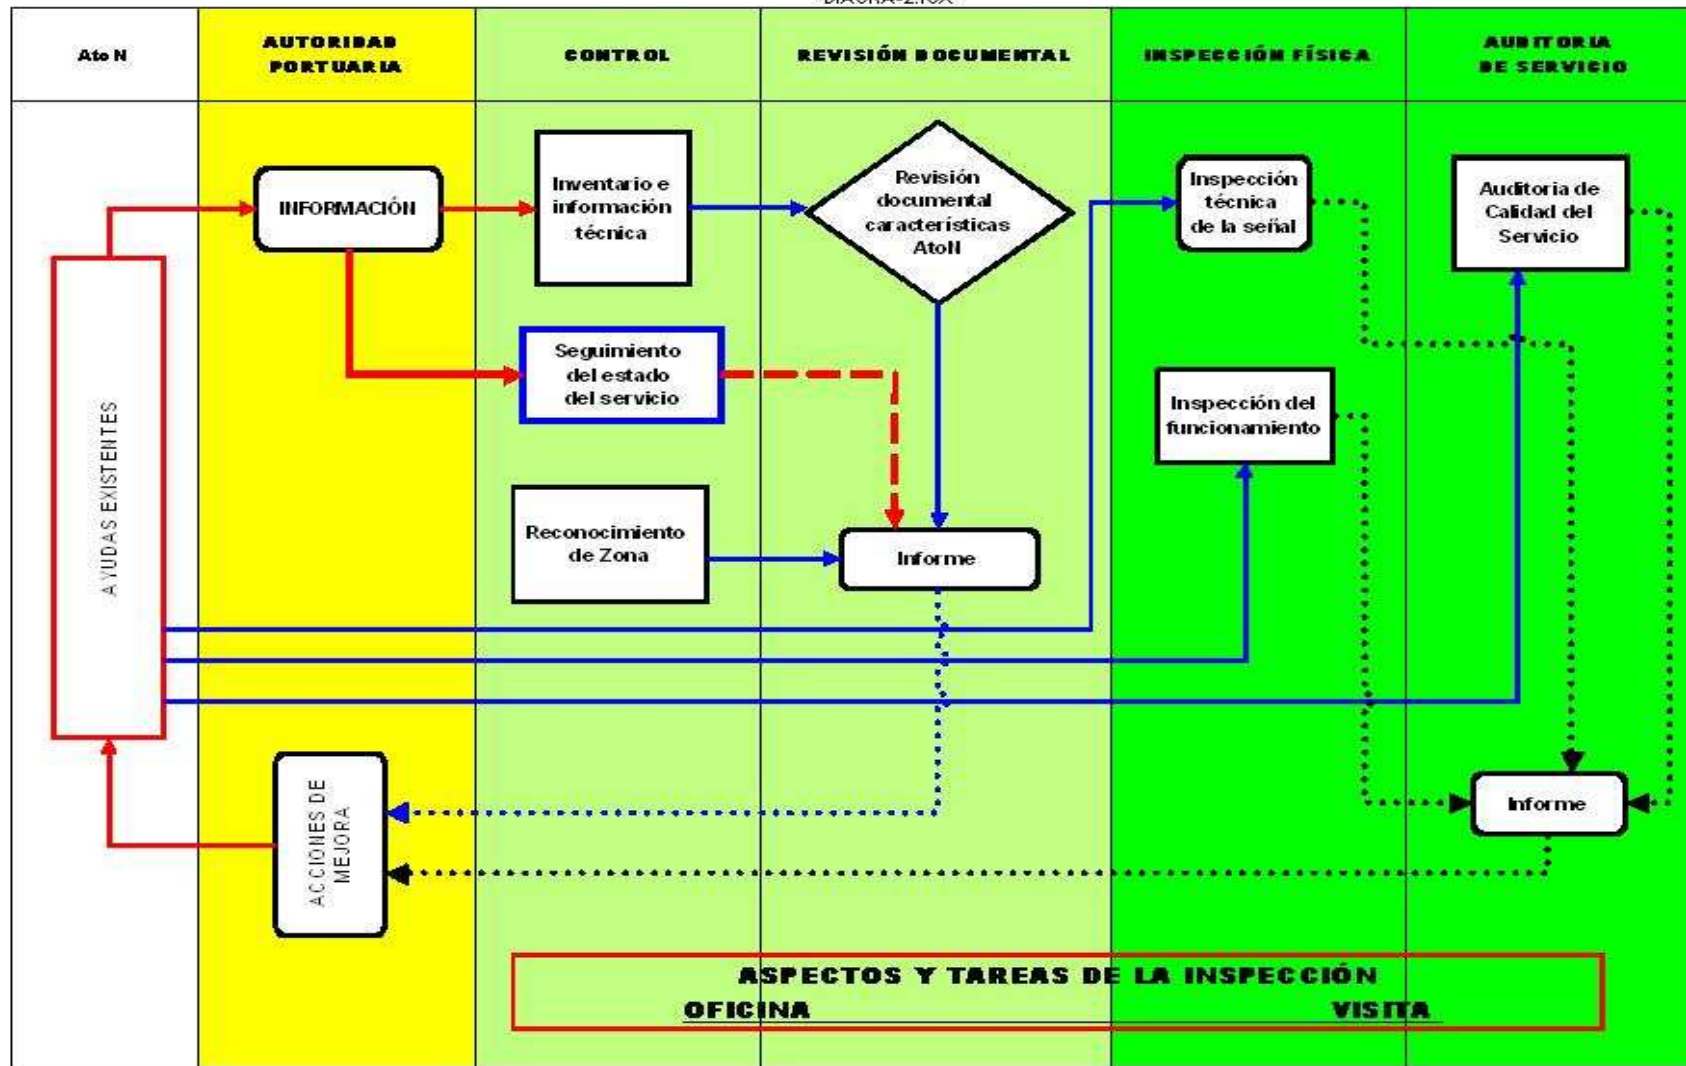 Ato N
AUTORIDAD
PORTUARIA
CONTROL
REVISIÓN DOCUMENTAL
INSPECCIÓN FÍSICA
AUDITORIA
DE SERVICIO
INFORMACIÓN
Inventario e
información
técnica
Revisión
documental
características
AtoN
Inspección
técnica
de la señal
Auditoria de
Calidad del
Servicio
Seguimiento
del estado
del servicio
Inspección del
funcionamiento
AYUDAS EXISTENTES
Reconocimiento
de Zona
Informe
ACCIONES DE
MEJORA
Informe
ASPECTOS Y TAREAS DE LA INSPECCIÓN
OFICINA VISITA